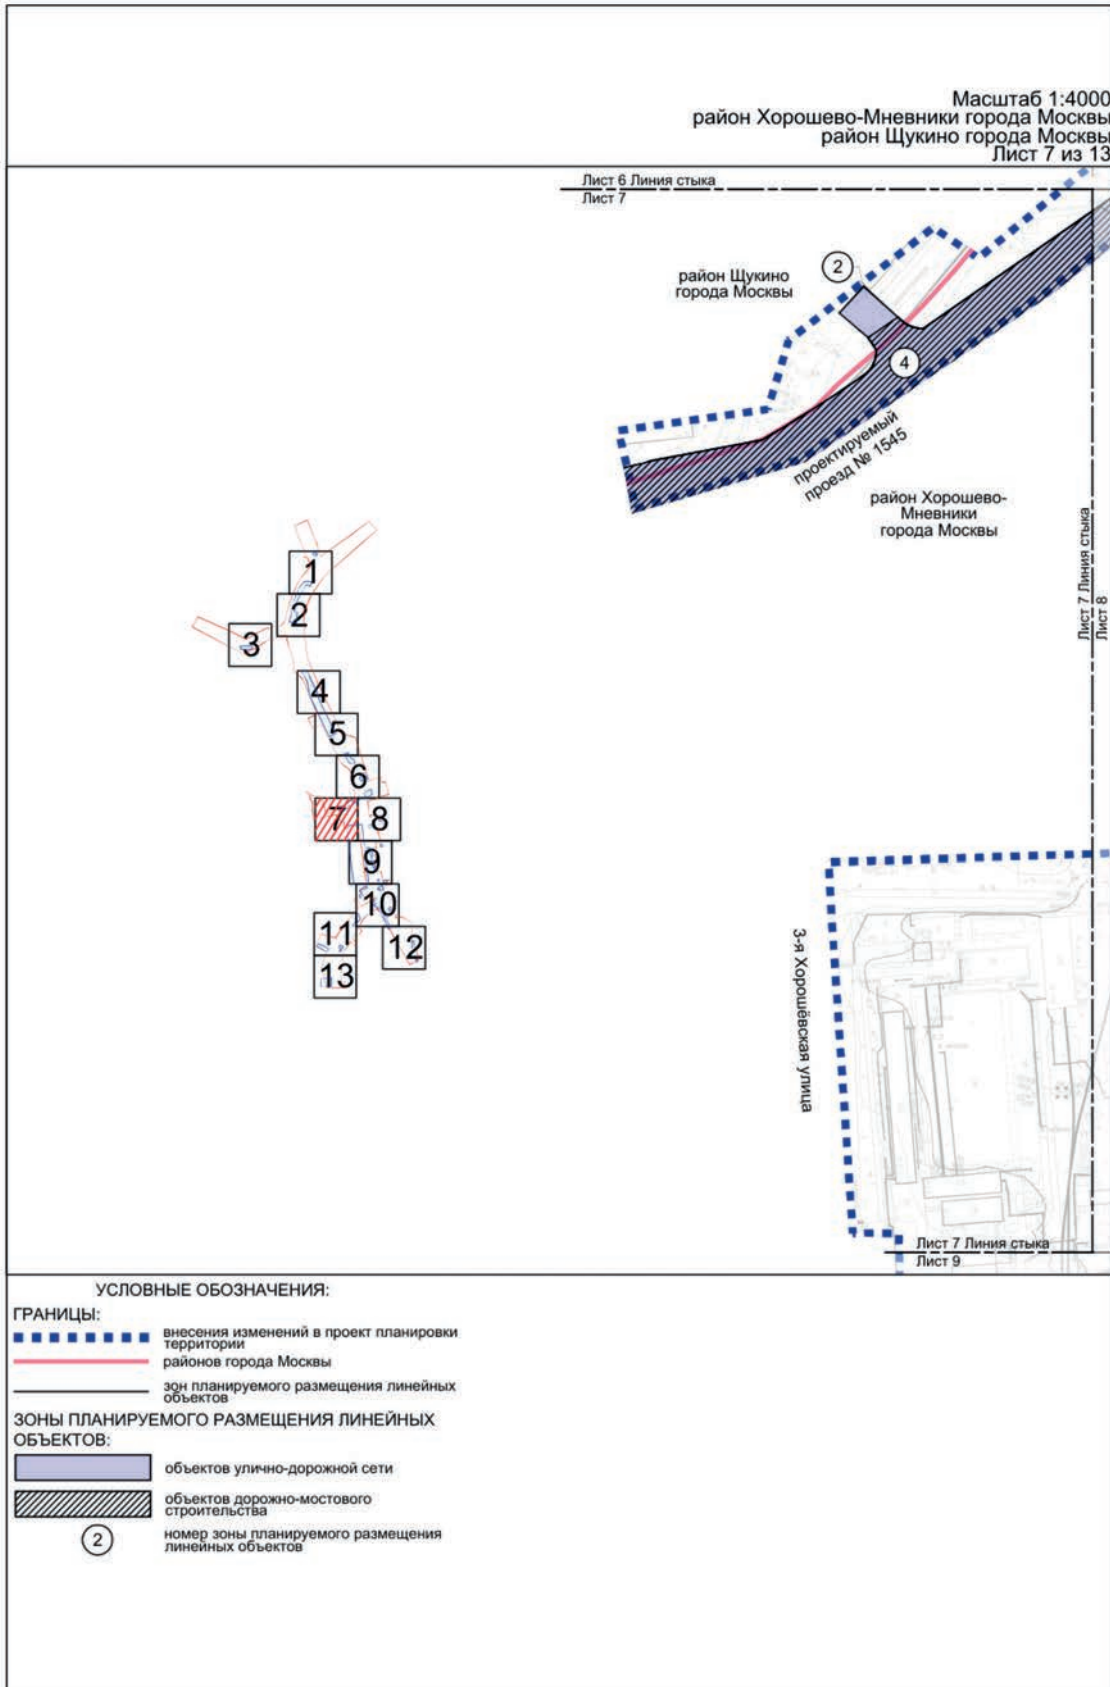 Масштаб 1:4000
район Хорошево-Мневники города Москвы
район Щукино города Москвы
Лист 7 из 13
Лист 6 Линия стыка
Лист 7
район Щукино
города Москвы
2
4
проектируемый
проезд № 1545
район Хорошево-
Мневники
города Москвы
Лист 7 Линия стыка
Лист 8
1
2
3
4
5
6
7
8
9
10
11
12
13
3-я Хорошёвская улица
Лист 7 Линия стыка
Лист 9
УСЛОВНЫЕ ОБОЗНАЧЕНИЯ:
ГРАНИЦЫ:
внесения изменений в проект планировки
территории
районов города Москвы
зон планируемого размещения линейных
объектов
ЗОНЫ ПЛАНИРУЕМОГО РАЗМЕЩЕНИЯ ЛИНЕЙНЫХ
ОБЪЕКТОВ:
объектов улично-дорожной сети
объектов дорожно-мостового
строительства
2
номер зоны планируемого размещения
линейных объектов